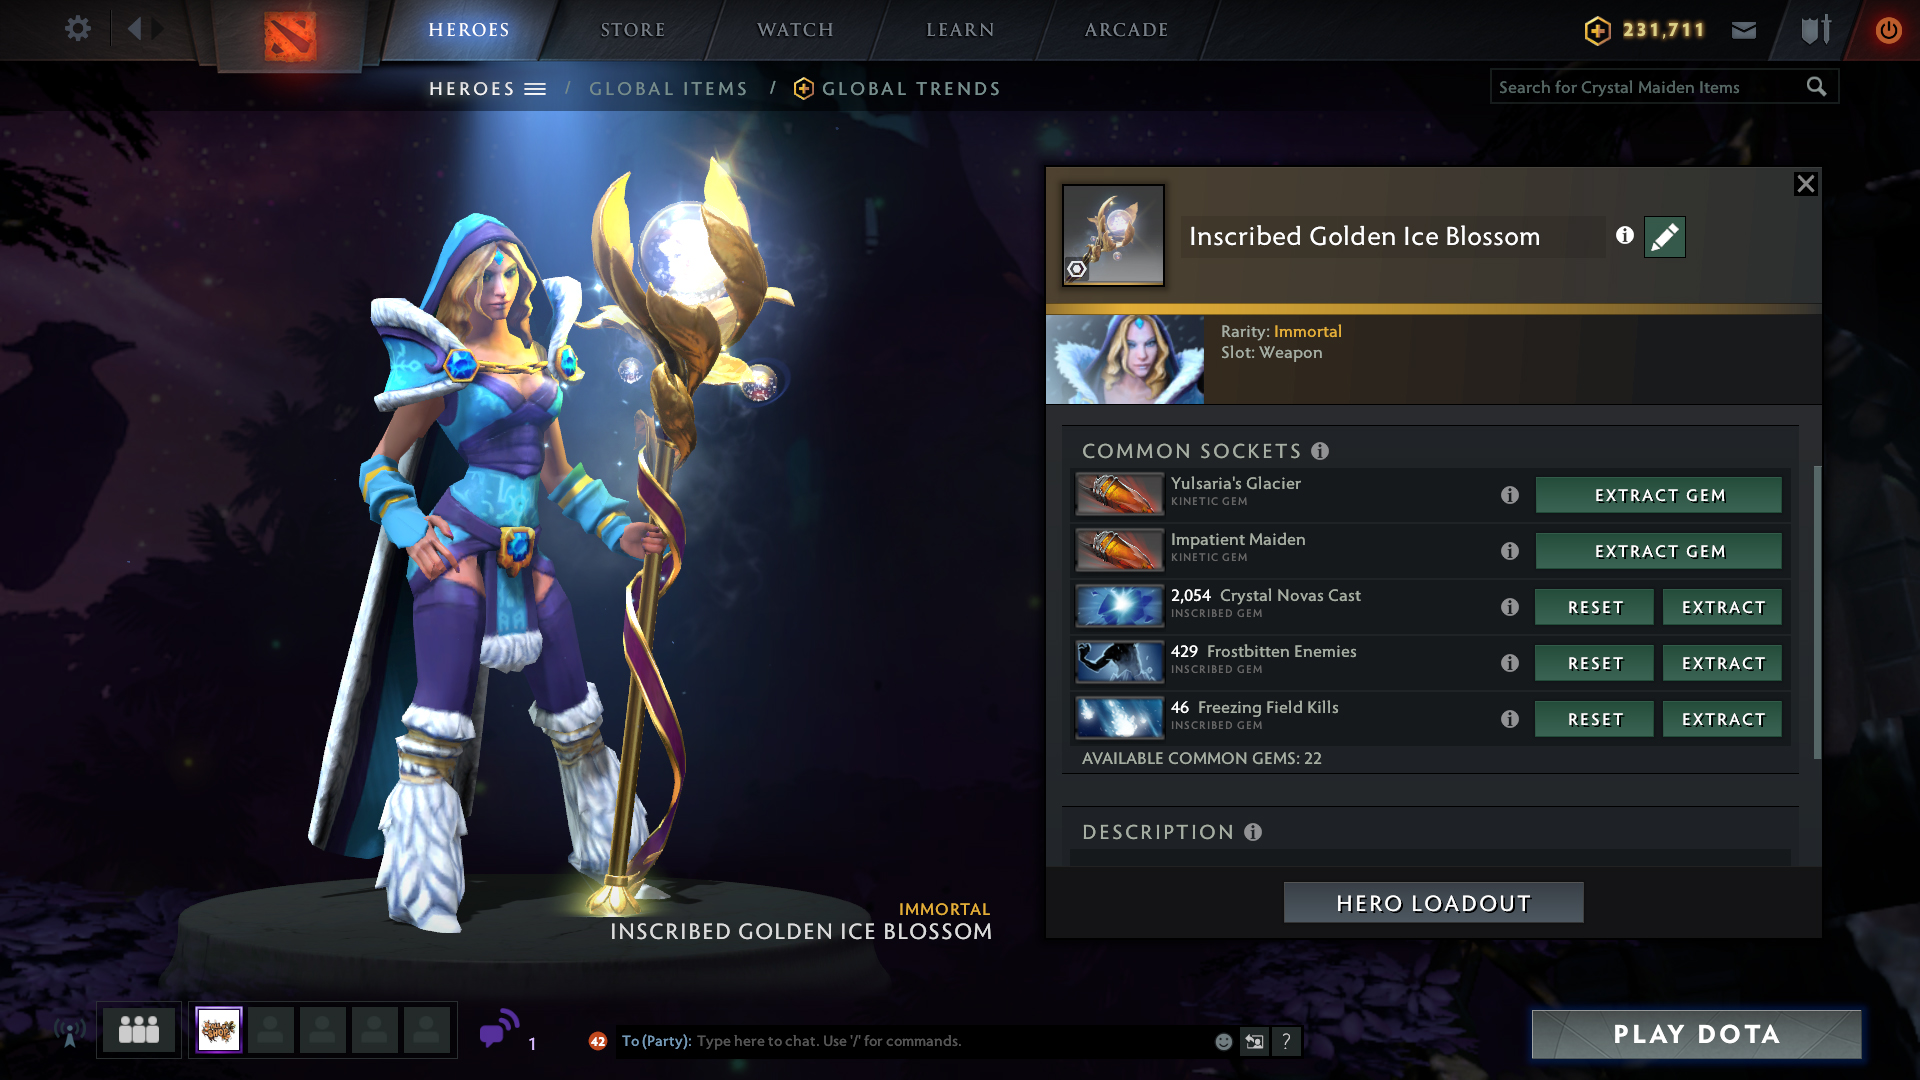 HEROES
STORE
WATCH
LEARN
ARCADE
231,711
HEROES / GLOBAL ITEMS / GLOBAL TRENDS
Search for Crystal Maiden Items
Inscribed Golden Ice Blossom
Rarity: Immortal
Slot: Weapon
COMMON SOCKETS
Yulsaria's Glacier
KINETIC GEM
EXTRACT GEM
Impatient Maiden
KINETIC GEM
EXTRACT GEM
2,054 Crystal Novas Cast
INSCRIBED GEM
RESET
EXTRACT
429 Frostbitten Enemies
INSCRIBED GEM
RESET
EXTRACT
46 Freezing Field Kills
INSCRIBED GEM
RESET
EXTRACT
AVAILABLE COMMON GEMS: 22
DESCRIPTION
HERO LOADOUT
IMMORTAL
INSCRIBED GOLDEN ICE BLOSSOM
1
42
To (Party): Type here to chat. Use '/' for commands.
?
PLAY DOTA